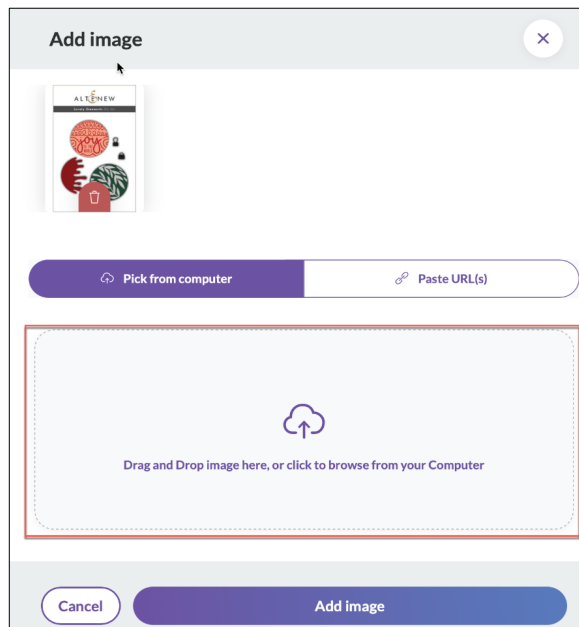 Add image
ALTENEW
joy
Pick from computer
Paste URL(s)
Drag and Drop image here, or click to browse from your Computer
Cancel
Add image